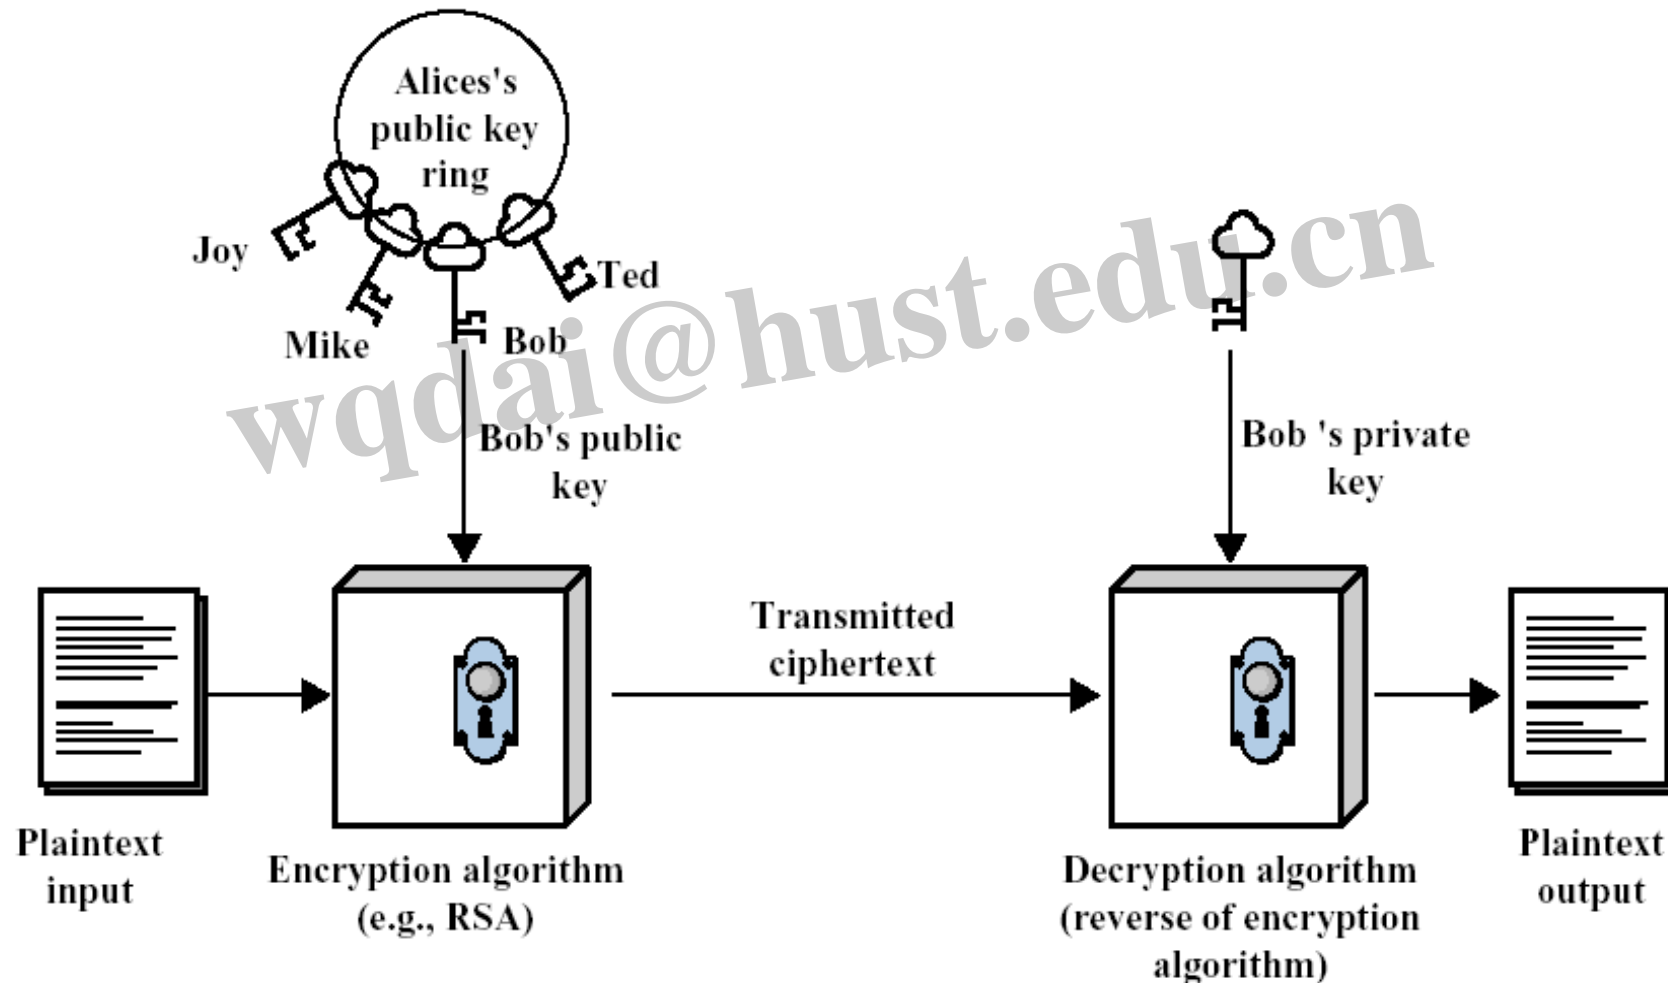 Alices's
public key
ring
Joy
Ted
Mike
Bob
wqdai@hust.edu.cn
Bob's public
key
Bob 's private
key
Transmitted
ciphertext
Plaintext
input
Encryption algorithm
(e.g., RSA)
Decryption algorithm
(reverse of encryption
algorithm)
Plaintext
output